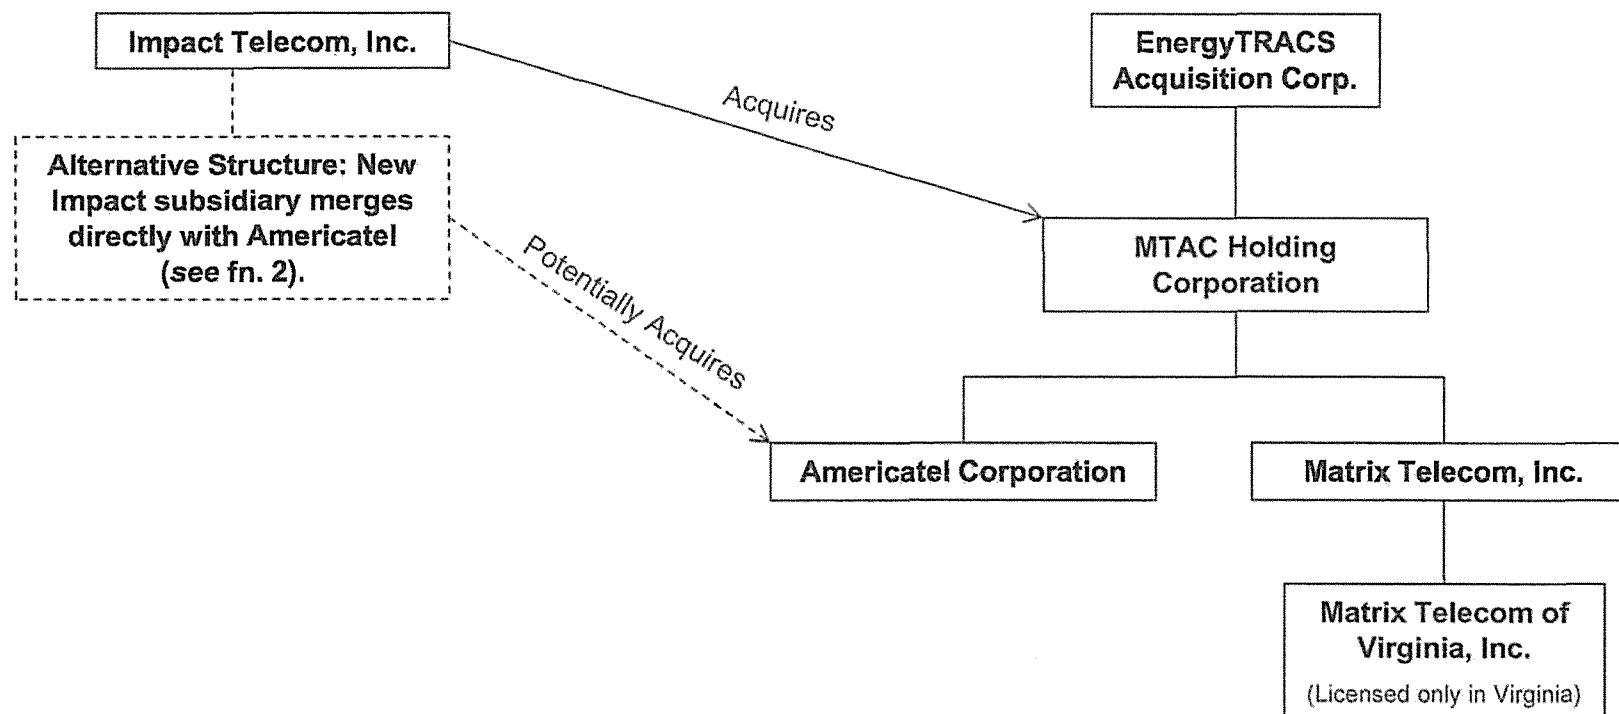 Impact Telecom, Inc.
EnergyTRACS
Acquisition Corp.
Acquires
Alternative Structure: New
Impact subsidiary merges
directly with Americatel
(see fn. 2).
MTAC Holding
Corporation
Potentially Acquires
Americatel Corporation
Matrix Telecom, Inc.
Matrix Telecom of
Virginia, Inc.
(Licensed only in Virginia)